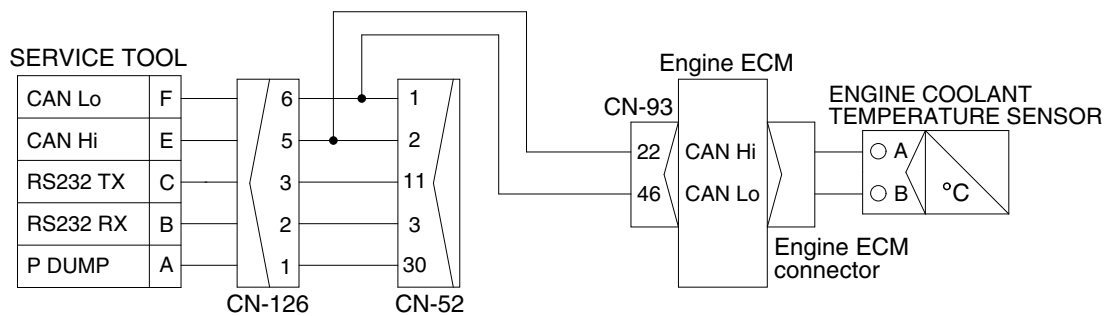 SERVICE TOOL
CAN Lo F 6 1
CAN Hi E 5 2
RS232 TX C 3 11
RS232 RX B 2 3
P DUMP A 1 30
CN-126 CN-52
Engine ECM
CN-93
22 CAN Hi
46 CAN Lo
Engine ECM
connector
ENGINE COOLANT
TEMPERATURE SENSOR
A
B °C